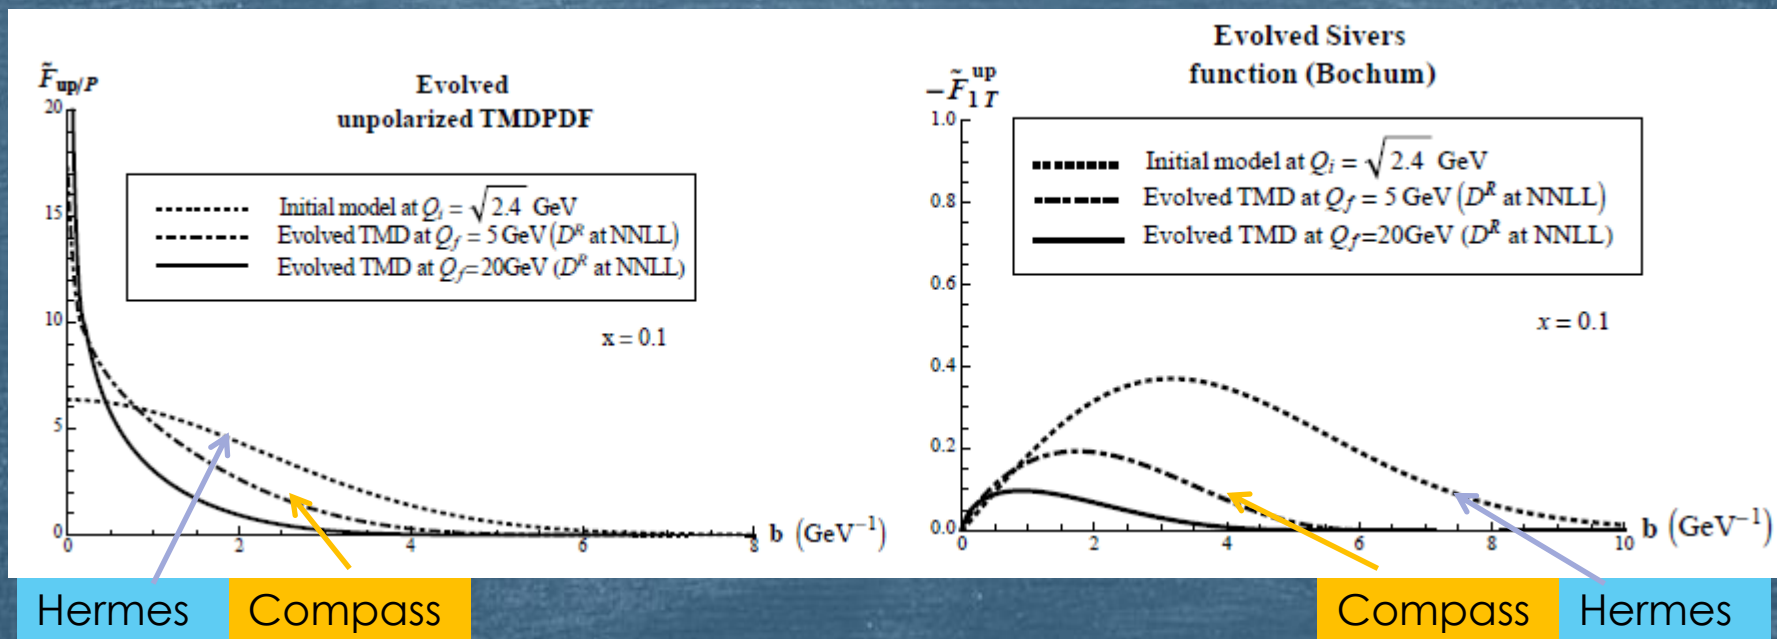 F̃up/P
Evolved
unpolarized TMDPDF
Initial model at Qi = √2.4 GeV
Evolved TMD at Qf = 5 GeV (D^R at NNLL)
Evolved TMD at Qf=20GeV (D^R at NNLL)
x = 0.1
20
15
10
5
0
0 2 4 6 8
b (GeV⁻¹)
Hermes
Compass
Evolved Sivers
function (Bochum)
−F̃1T^up
Initial model at Qi = √2.4 GeV
Evolved TMD at Qf = 5 GeV (D^R at NNLL)
Evolved TMD at Qf=20GeV (D^R at NNLL)
x = 0.1
1.0
0.8
0.6
0.4
0.2
0.0
0 2 4 6 8 10
b (GeV⁻¹)
Compass
Hermes